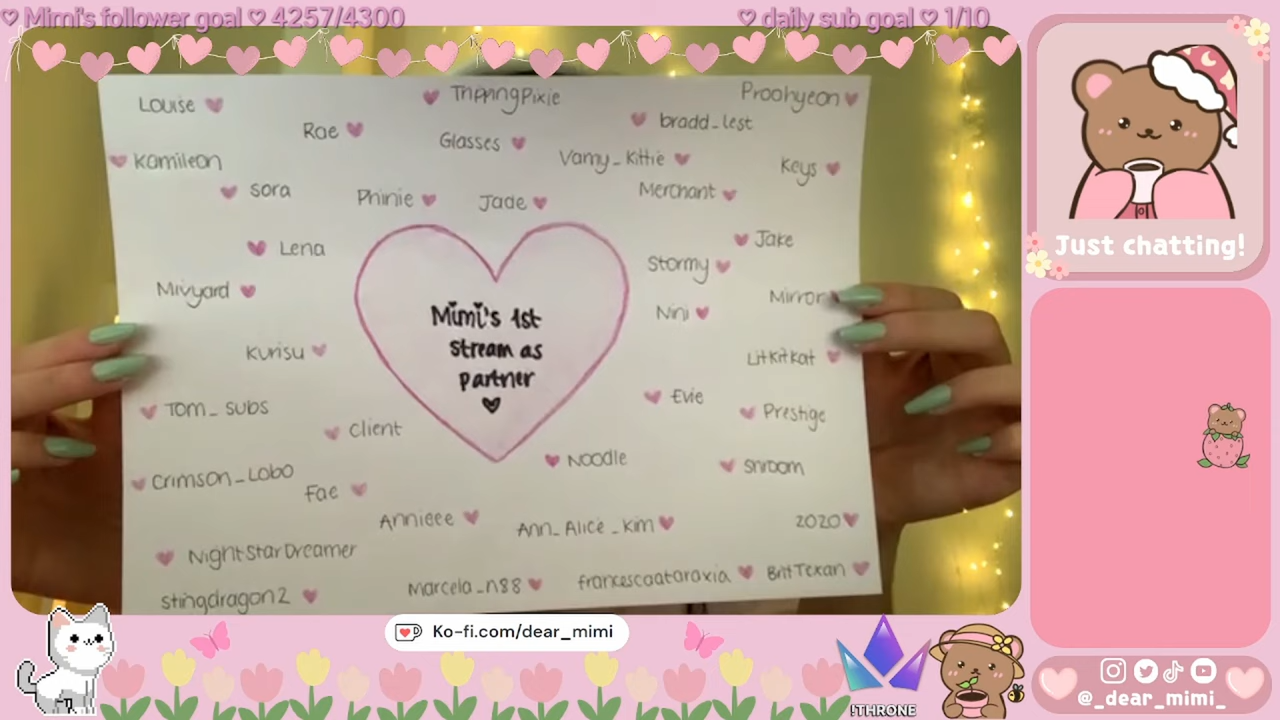 ♡ Mimi's follower goal ♡ 4257/4300
♡ daily sub goal ♡ 1/10
Louise
TrippingPixie
Proohyeon
Rae
Glasses
bradd_lest
Kamileon
Vamy_Kittie
Keys
sora
Phinie
Jade
Merchant
Lena
Jake
Stormy
Mivyard
Mirror
Nini
Mimi's 1st
stream as
partner
Kurisu
LitKitkat
Evie
Tom_subs
Prestige
Client
Noodle
Shroom
Crimson_Lobo
Fae
Annieee
Ann_Alice_kim
2020
NightStarDreamer
Marcela_n88
francescaataraxia
BritTexan
stingdragon2
Just chatting!
Ko-fi.com/dear_mimi
!THRONE
@_dear_mimi_